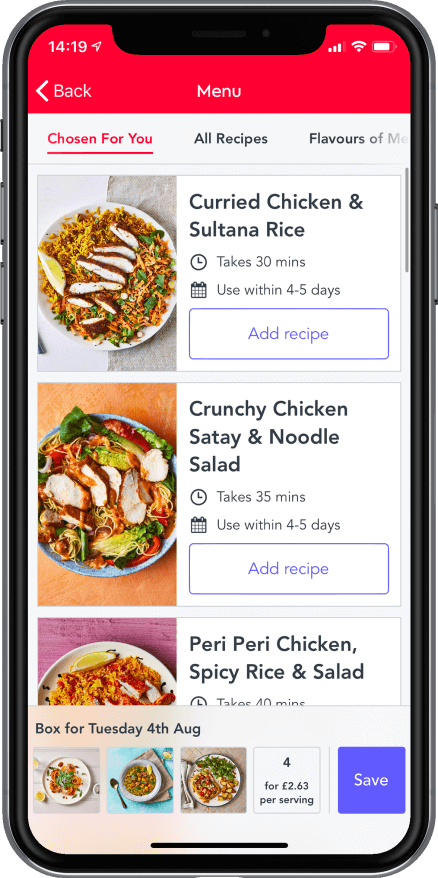 14:19
Back
Menu
Chosen For You
All Recipes
Flavours of Me
Curried Chicken &
Sultana Rice
Takes 30 mins
Use within 4-5 days
Add recipe
Crunchy Chicken
Satay & Noodle
Salad
Takes 35 mins
Use within 4-5 days
Add recipe
Peri Peri Chicken,
Spicy Rice & Salad
Takes 40 mins
Box for Tuesday 4th Aug
4
for £2.63
per serving
Save